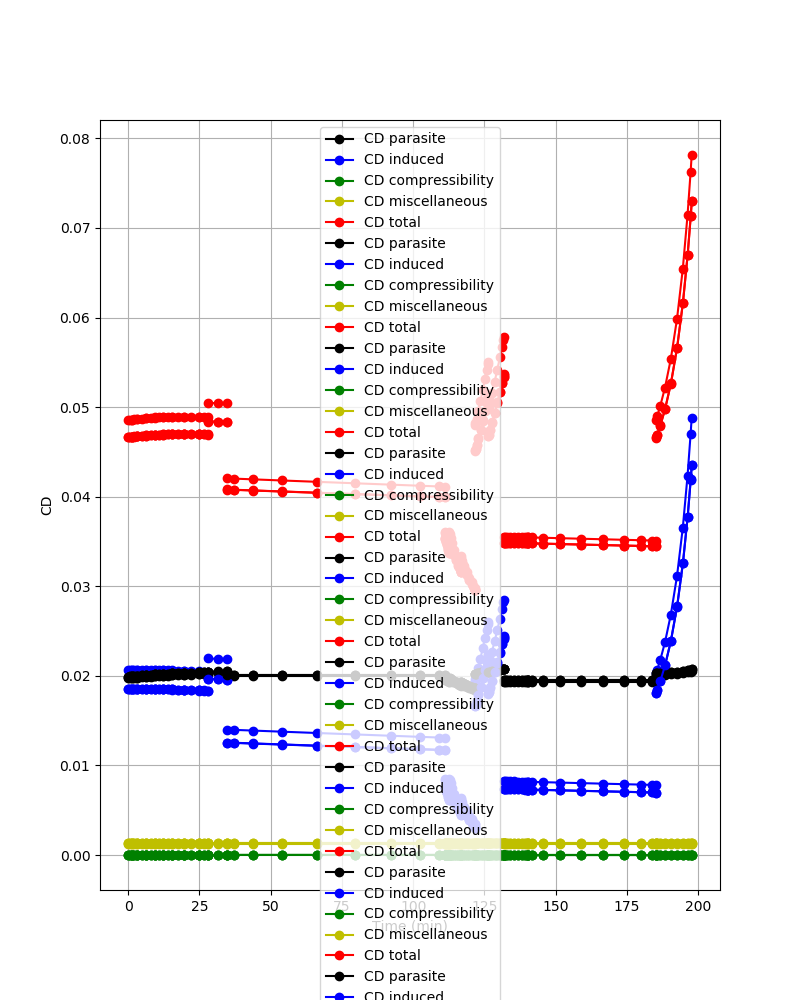 0.08
0.07
0.06
0.05
0.04
0.03
0.02
0.01
0.00
CD
0
25
50
75
100
125
150
175
200
Time (min)
CD parasite
CD induced
CD compressibility
CD miscellaneous
CD total
CD parasite
CD induced
CD compressibility
CD miscellaneous
CD total
CD parasite
CD induced
CD compressibility
CD miscellaneous
CD total
CD parasite
CD induced
CD compressibility
CD miscellaneous
CD total
CD parasite
CD induced
CD compressibility
CD miscellaneous
CD total
CD parasite
CD induced
CD compressibility
CD miscellaneous
CD total
CD parasite
CD induced
CD compressibility
CD miscellaneous
CD total
CD parasite
CD induced
CD compressibility
CD miscellaneous
CD total
CD parasite
CD induced